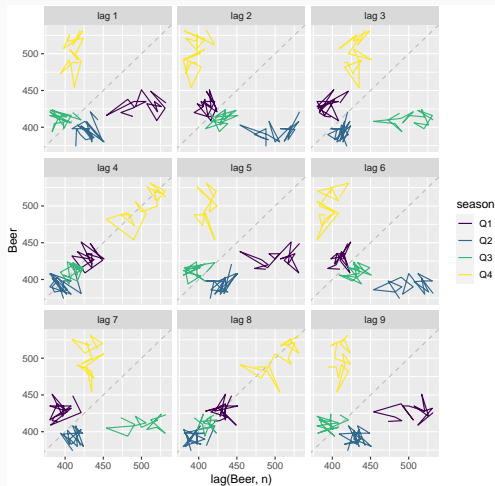 lag 1 lag 2 lag 3
500
450
400
lag 4 lag 5 lag 6
500
450
400
lag 7 lag 8 lag 9
500
450
400
400 450 500 400 450 500 400 450 500
lag(Beer, n)
Beer
season
Q1
Q2
Q3
Q4